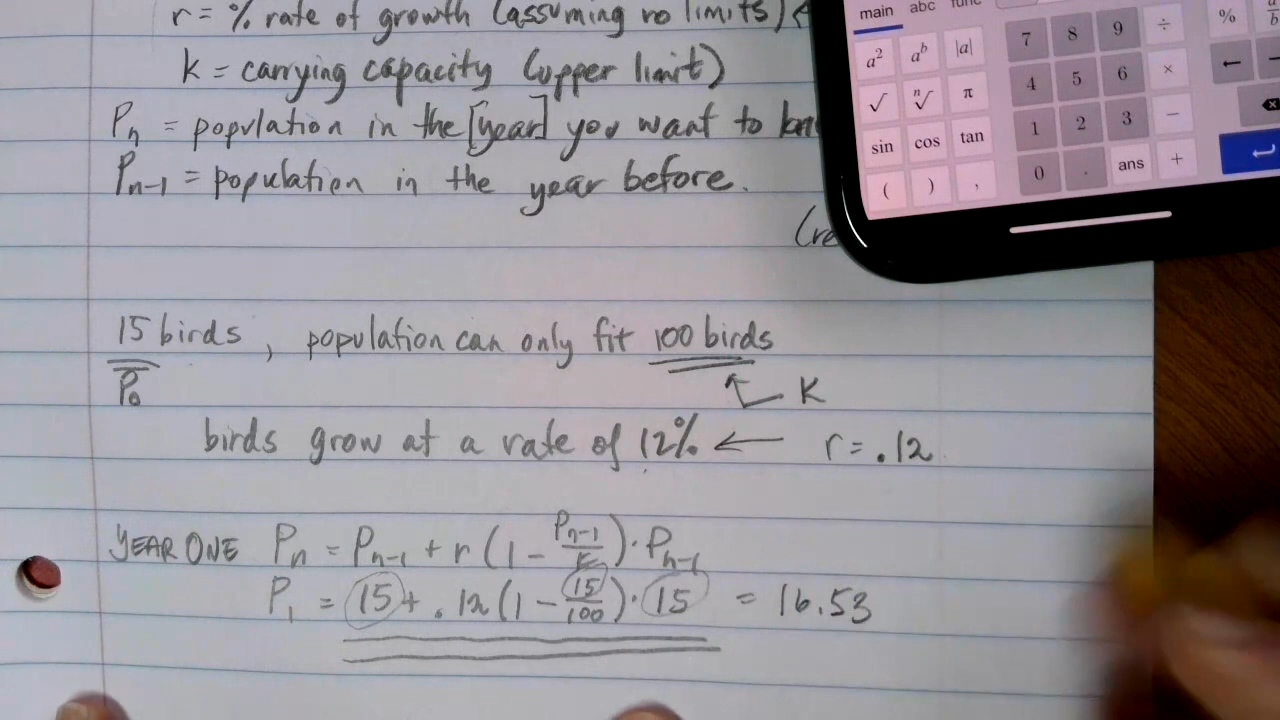 r = % rate of growth (assuming no limits)
k = carrying capacity (upper limit)
Pn = population in the [year] you want to
Pn-1 = population in the year before.
(re
15 birds, population can only fit 100 birds
P0
K
birds grow at a rate of 12% ← r = .12
YEAR ONE Pn = Pn-1 + r (1 - Pn-1/K) · Pn-1
P1 = 15 + .12 (1 - 15/100) · 15 = 16.53
main abc func
a² a^b |a| 7 8 9 ÷ % a/b
√ ⁿ√ π 4 5 6 × ←
sin cos tan 1 2 3 −
( ) , 0 . ans +